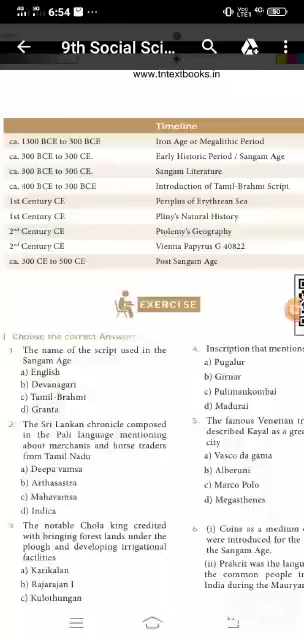 4G 3G 6:54
VoLTE1 4G 50
9th Social Sci...
www.tntextbooks.in
Timeline
ca. 1300 BCE to 300 BCE Iron Age or Megalithic Period
ca. 300 BCE to 300 CE. Early Historic Period / Sangam Age
ca. 300 BCE to 300 CE. Sangam Literature
ca. 400 BCE to 300 BCE Introduction of Tamil-Brahmi Script
1st Century CE Periplus of Erythrean Sea
1st Century CE Pliny's Natural History
2nd Century CE Ptolemy's Geography
2nd Century CE Vienna Papyrus G 40822
ca. 300 CE to 500 CE Post Sangam Age
EXERCISE
I Choose the correct Answer:
1. The name of the script used in the
Sangam Age
a) English
b) Devanagari
c) Tamil-Brahmi
d) Granta
2. The Sri Lankan chronicle composed
in the Pali language mentioning
about merchants and horse traders
from Tamil Nadu
a) Deepa vamsa
b) Arthasastra
c) Mahavamsa
d) Indica
3. The notable Chola king credited
with bringing forest lands under the
plough and developing irrigational
facilities
a) Karikalan
b) Rajarajan I
c) Kulothungan
4. Inscription that mentions
a) Pugalur
b) Girnar
c) Pulimankombai
d) Madurai
5. The famous Venetian tr
described Kayal as a grea
city
a) Vasco da gama
b) Alberuni
c) Marco Polo
d) Megasthenes
6. (i) Coins as a medium
were introduced for the
the Sangam Age.
(ii) Prakrit was the langu
the common people in
India during the Maurya